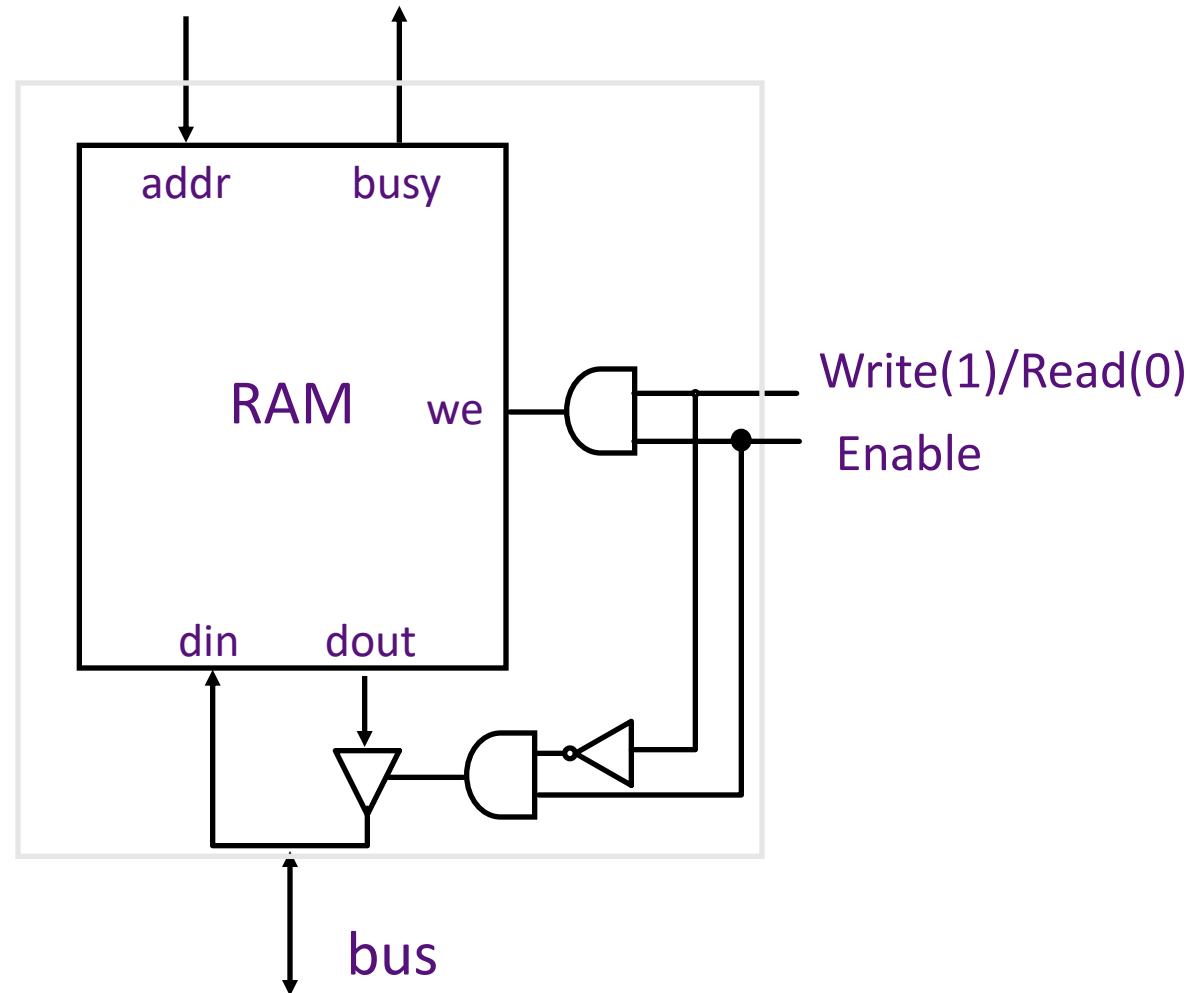 addr
busy
RAM
we
Write(1)/Read(0)
Enable
din
dout
bus